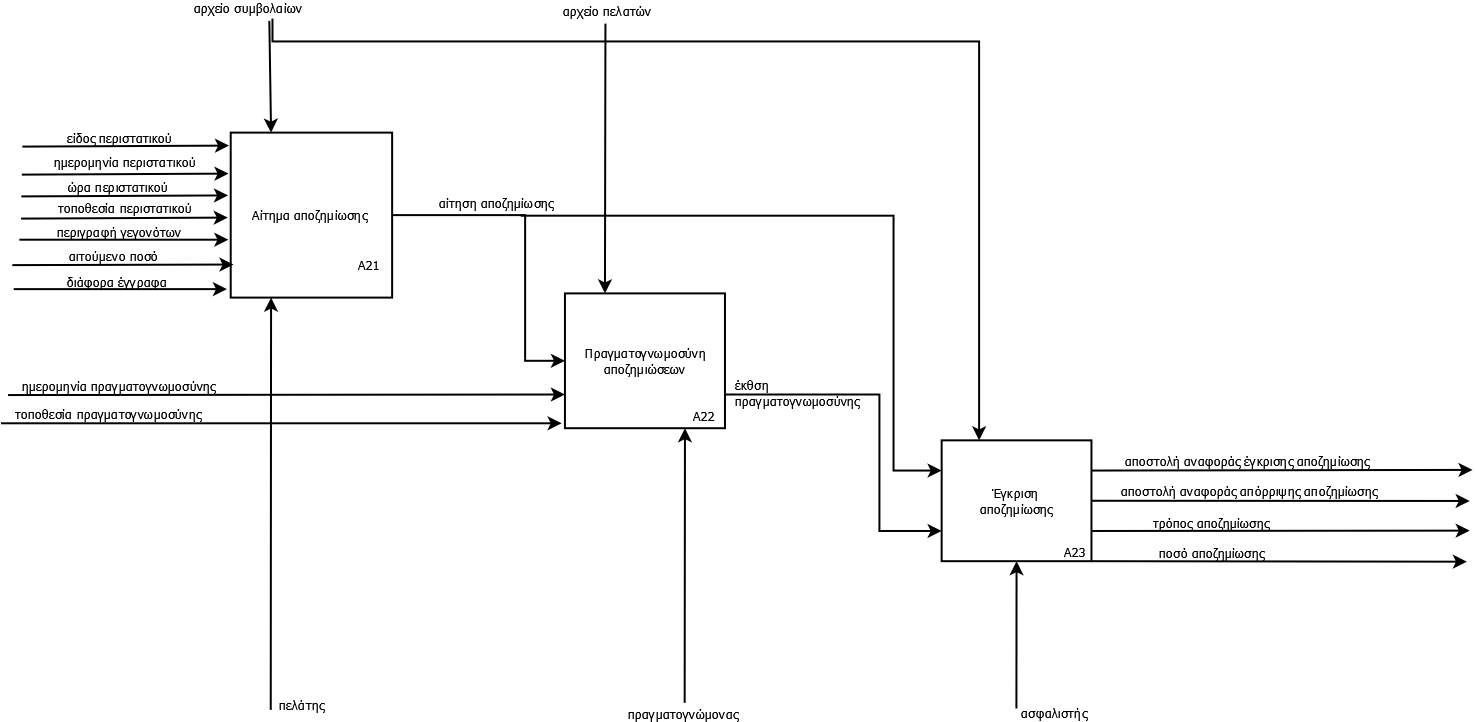 αρχείο συμβολαίων
αρχείο πελατών
είδος περιστατικού
ημερομηνία περιστατικού
ώρα περιστατικού
τοποθεσία περιστατικού
περιγραφή γεγονότων
αιτούμενο ποσό
διάφορα έγγραφα
Αίτημα αποζημίωσης
A21
αίτηση αποζημίωσης
Πραγματογνωμοσύνη
αποζημιώσεων
A22
ημερομηνία πραγματογνωμοσύνης
τοποθεσία πραγματογνωμοσύνης
έκθση
πραγματογνωμοσύνης
Έγκριση
αποζημίωσης
A23
αποστολή αναφοράς έγκρισης αποζημίωσης
αποστολή αναφοράς απόρριψης αποζημίωσης
τρόπος αποζημίωσης
ποσό αποζημίωσης
πελάτης
πραγματογνώμονας
ασφαλιστής